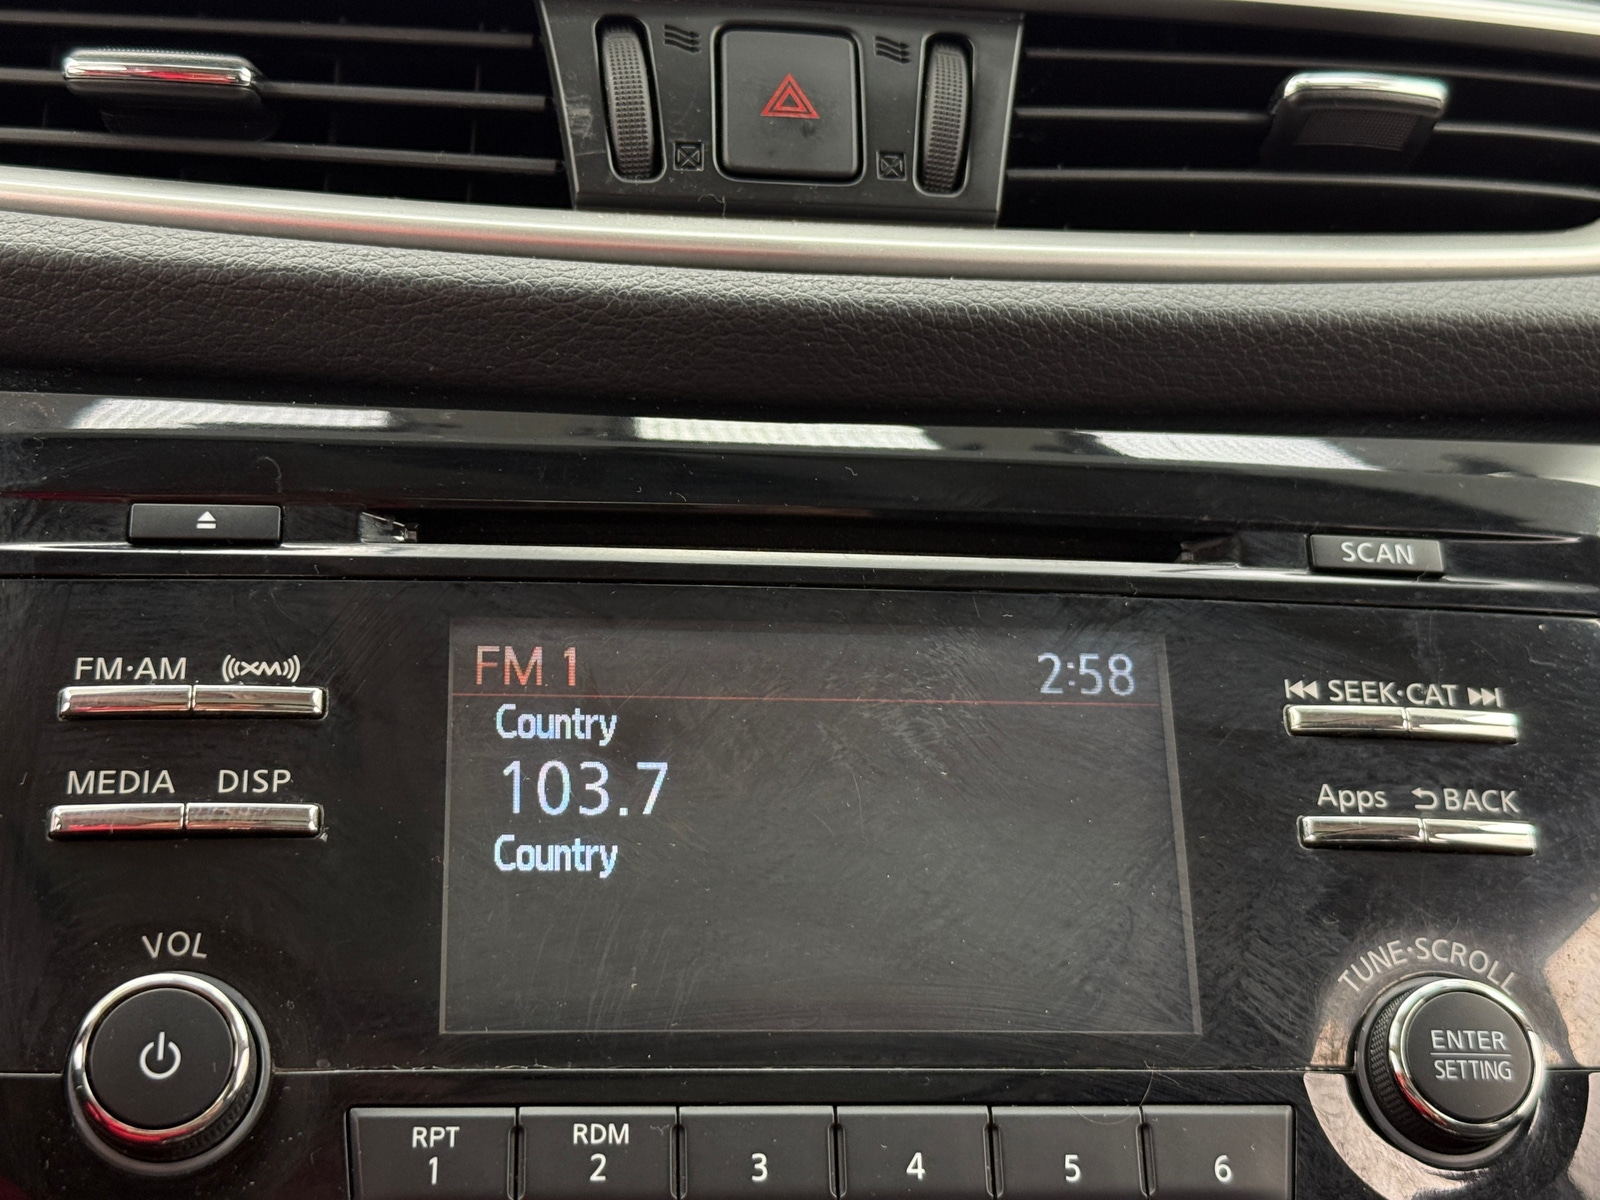 SCAN
FM·AM XM
FM 1 2:58
SEEK·CAT
Country
MEDIA DISP
103.7
Apps BACK
Country
VOL
TUNE·SCROLL
ENTER
SETTING
RPT RDM
1 2 3 4 5 6